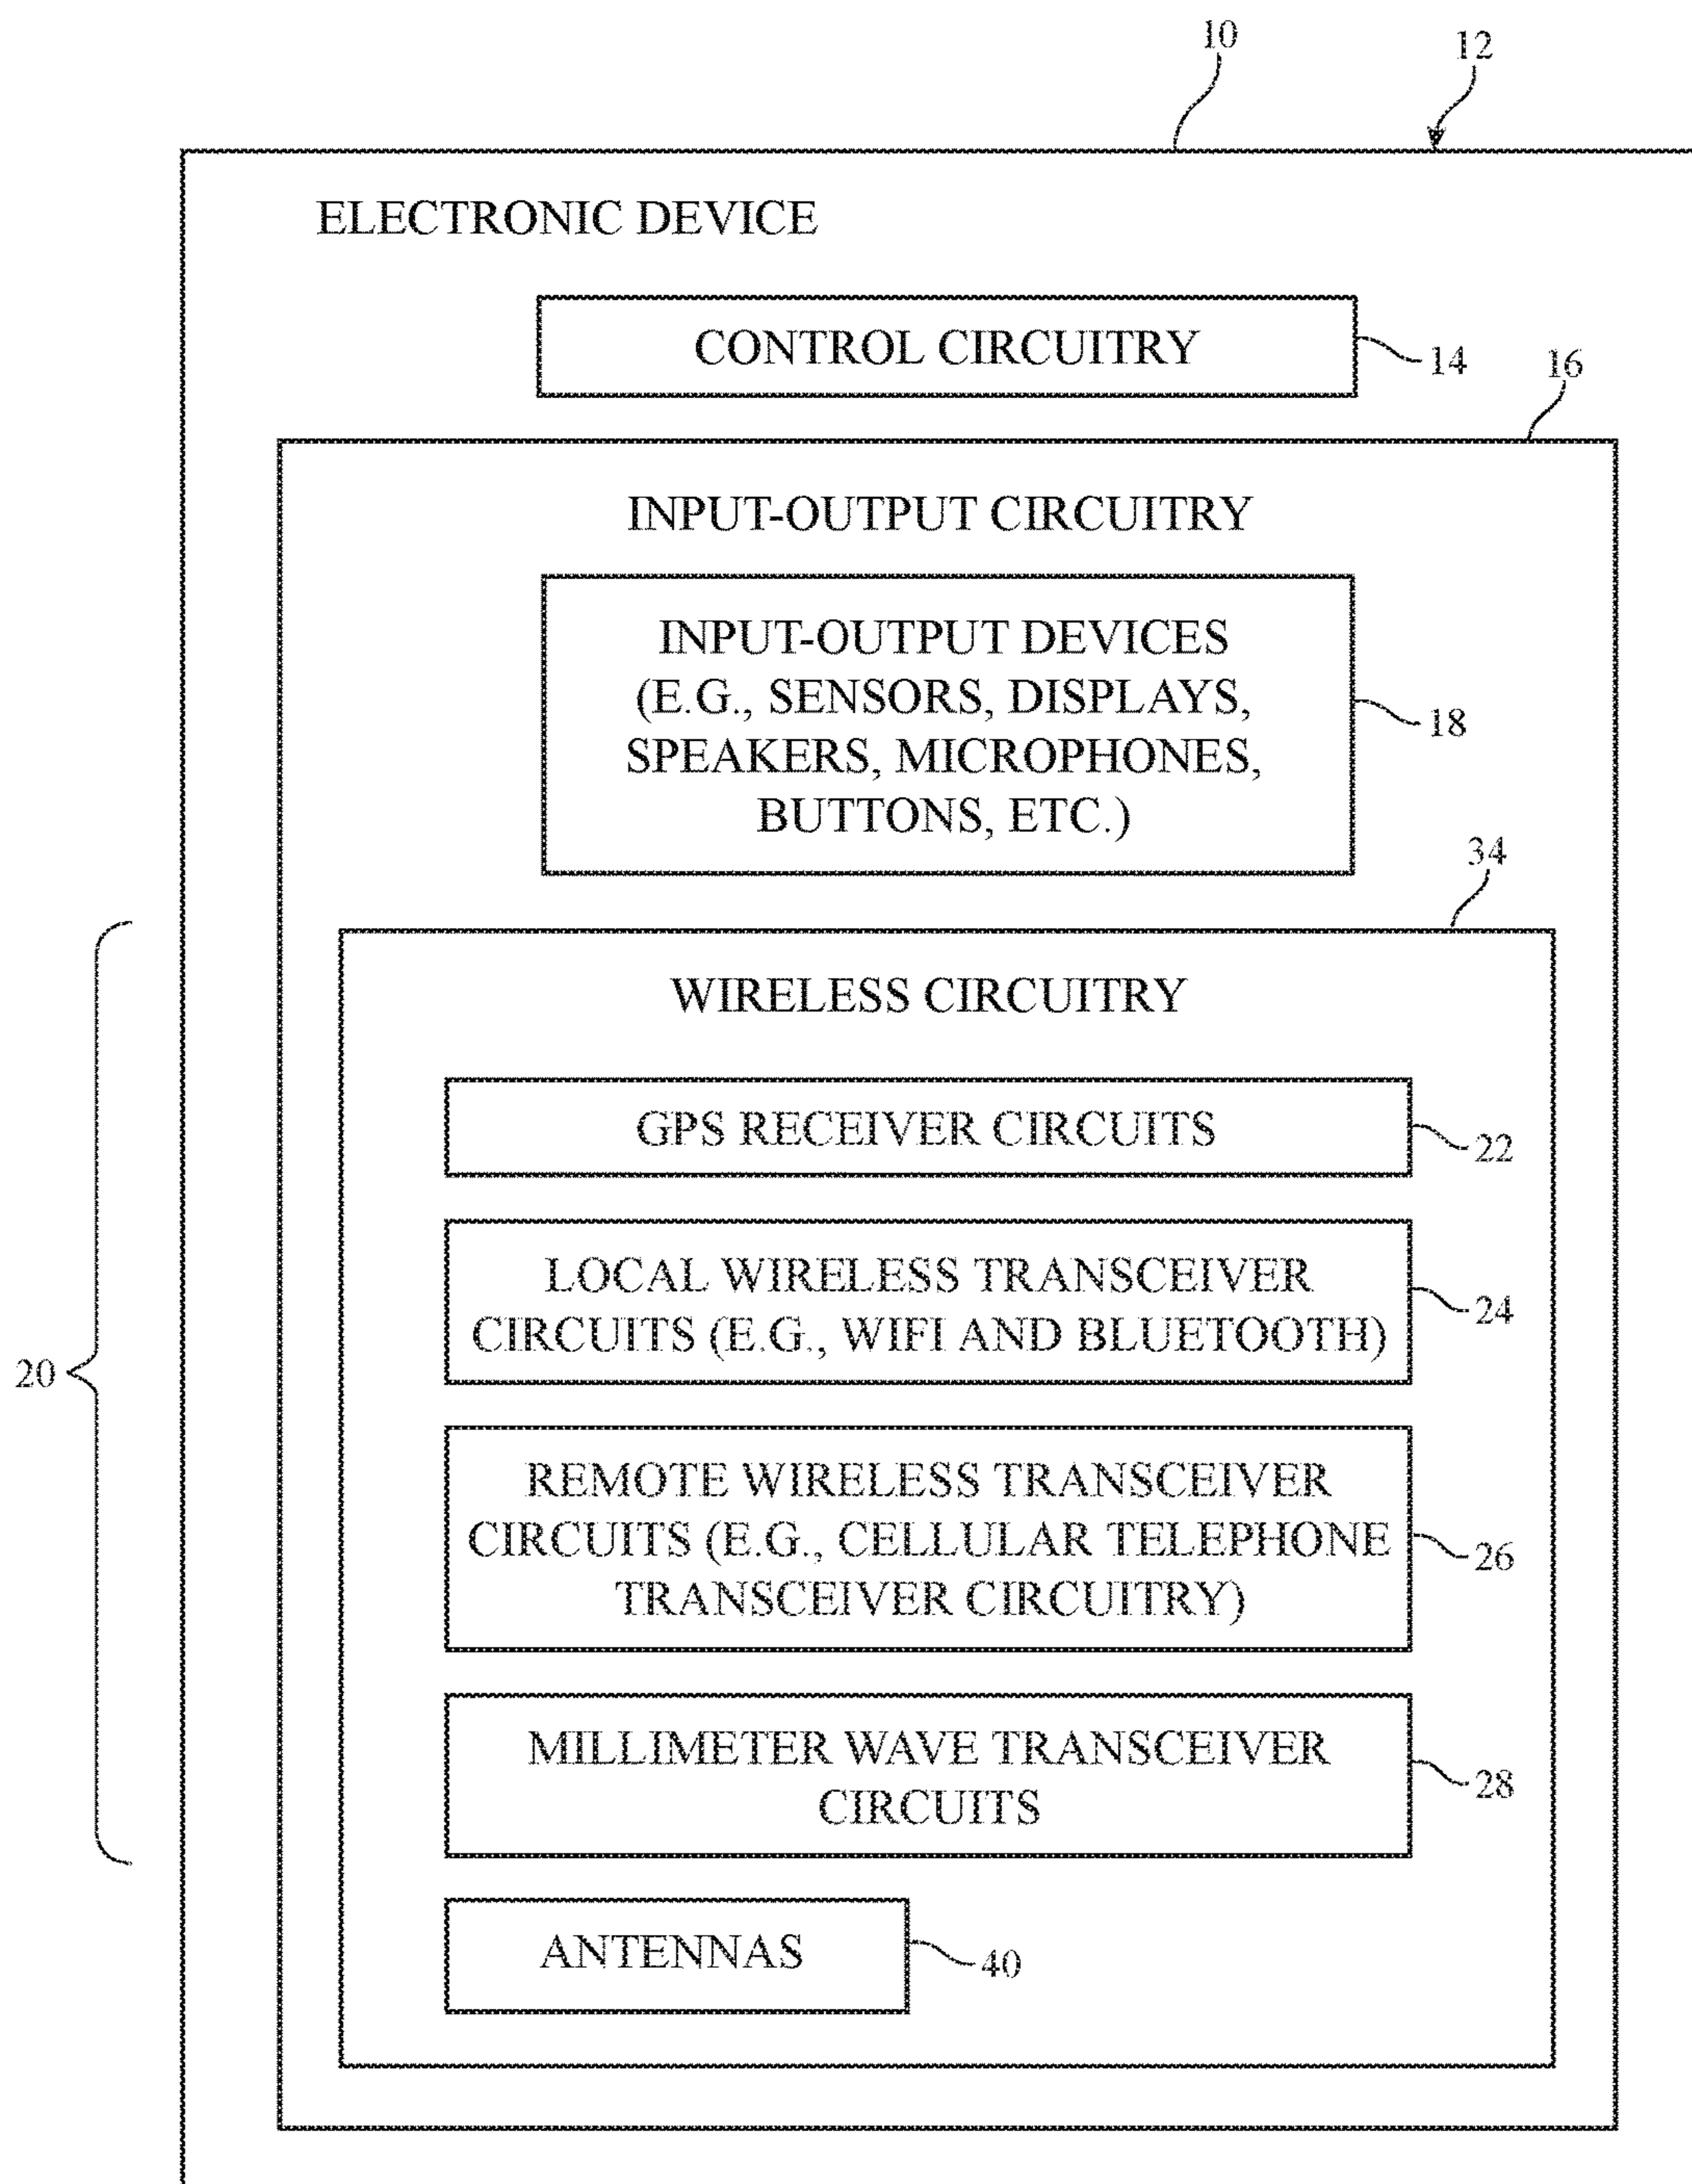 10
12
ELECTRONIC DEVICE
CONTROL CIRCUITRY
14
16
INPUT-OUTPUT CIRCUITRY
INPUT-OUTPUT DEVICES
(E.G., SENSORS, DISPLAYS,
SPEAKERS, MICROPHONES,
BUTTONS, ETC.)
18
34
WIRELESS CIRCUITRY
GPS RECEIVER CIRCUITS
22
LOCAL WIRELESS TRANSCEIVER
CIRCUITS (E.G., WIFI AND BLUETOOTH)
24
20
REMOTE WIRELESS TRANSCEIVER
CIRCUITS (E.G., CELLULAR TELEPHONE
TRANSCEIVER CIRCUITRY)
26
MILLIMETER WAVE TRANSCEIVER
CIRCUITS
28
ANTENNAS
40